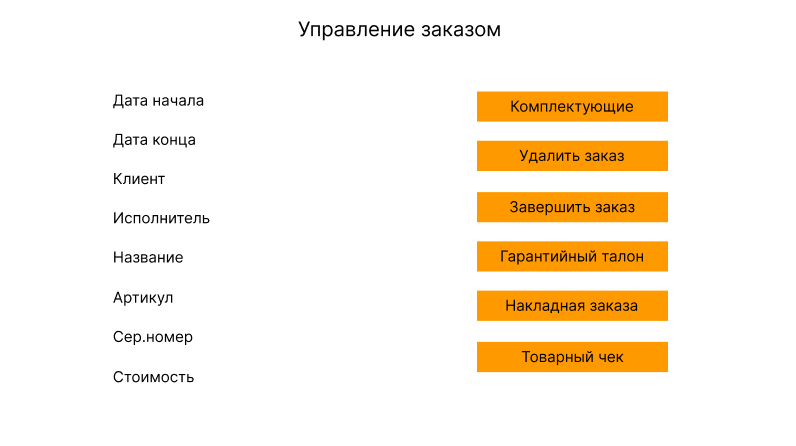 Управление заказом
Дата начала
Дата конца
Клиент
Исполнитель
Название
Артикул
Сер.номер
Стоимость
Комплектующие
Удалить заказ
Завершить заказ
Гарантийный талон
Накладная заказа
Товарный чек